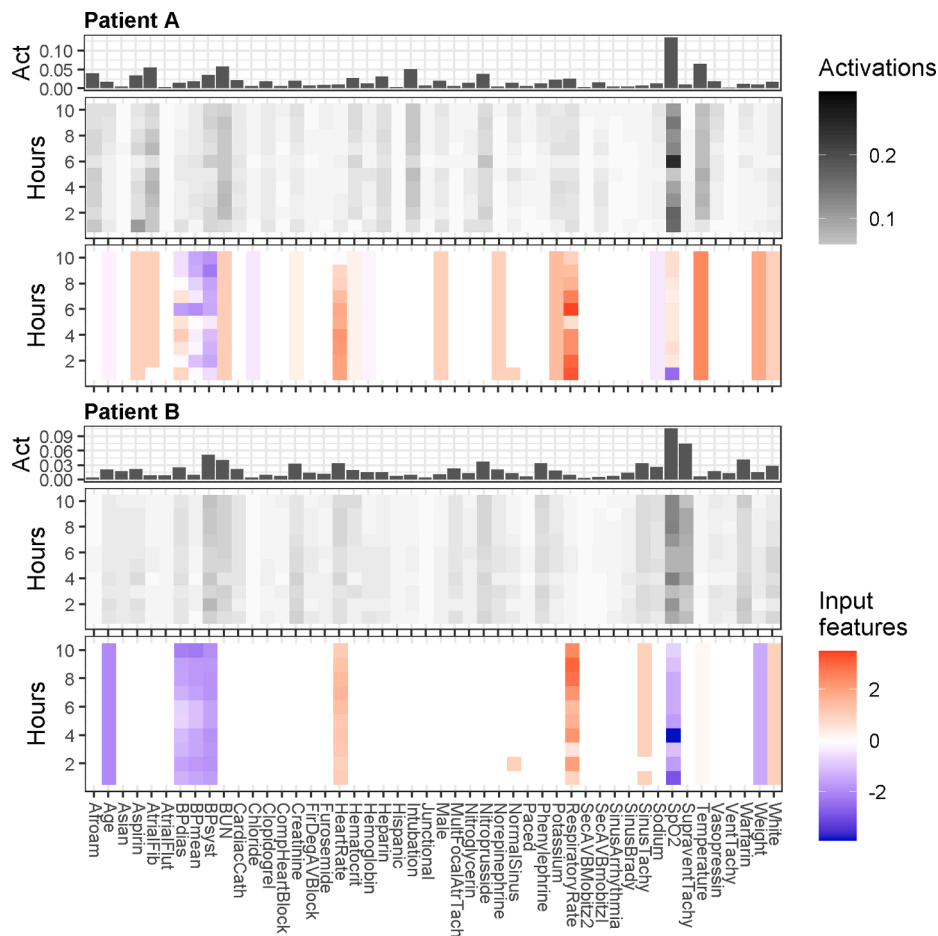 Patient A
Act
0.10
0.05
0.00
Hours
10
8
6
4
2
Hours
10
8
6
4
2
Activations
0.2
0.1
Patient B
Act
0.09
0.06
0.03
0.00
Hours
10
8
6
4
2
Hours
10
8
6
4
2
Input
features
2
0
-2
Afroam
Age
Asian
Aspirin
AtrialFib
AtrialFlut
BPdias
BPmean
BPsyst
BUN
CardiacCath
Chloride
Clopidogrel
CompHeartBlock
Creatinine
FirDegAVBlock
Furosemide
HeartRate
Hematocrit
Hemoglobin
Heparin
Hispanic
Intubation
Junctional
Male
MultFocalAtrTach
Nitroglycerin
Nitroprusside
Norepinephrine
NormalSinus
Paced
Phenylephrine
Potassium
RespiratoryRate
SecAVBMobitz2
SecAVBmobitzI
SinusArrhythmia
SinusBrady
SinusTachy
Sodium
SpO2
SupravenTachy
Temperature
Vasopressin
VentTachy
Warfarin
Weight
White